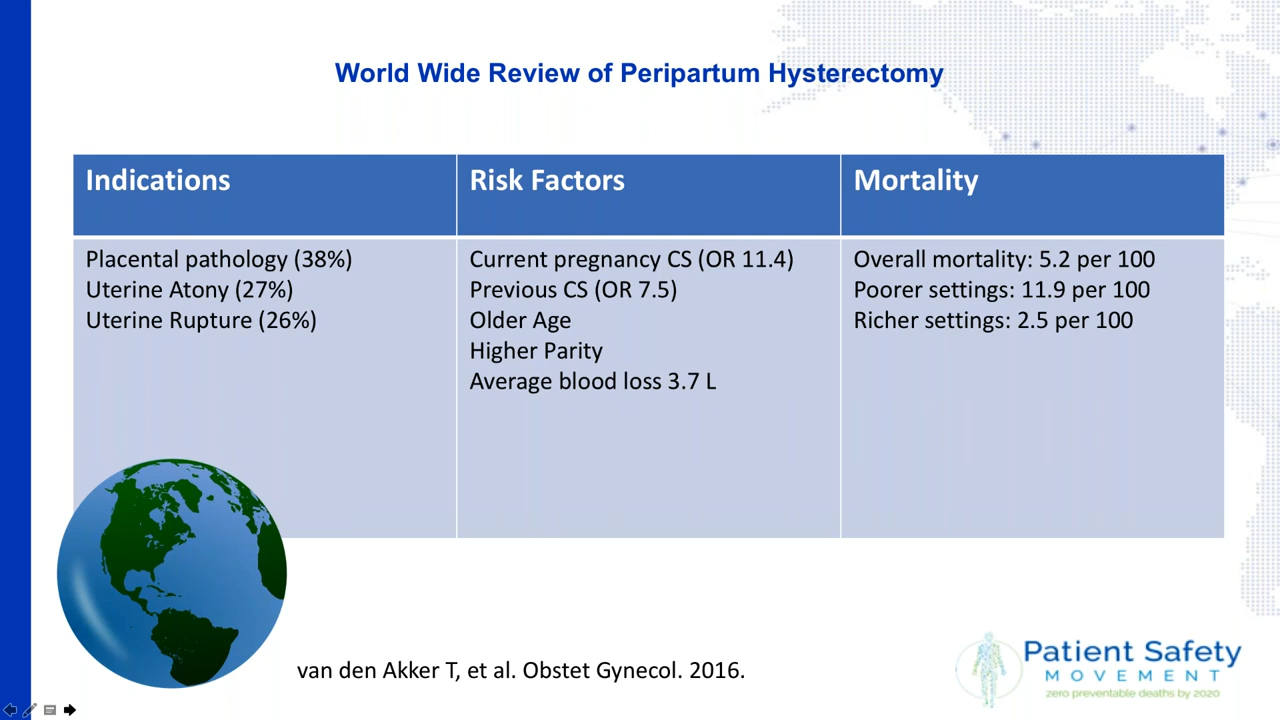 World Wide Review of Peripartum Hysterectomy
Indications
Placental pathology (38%)
Uterine Atony (27%)
Uterine Rupture (26%)
Risk Factors
Current pregnancy CS (OR 11.4)
Previous CS (OR 7.5)
Older Age
Higher Parity
Average blood loss 3.7 L
Mortality
Overall mortality: 5.2 per 100
Poorer settings: 11.9 per 100
Richer settings: 2.5 per 100
van den Akker T, et al. Obstet Gynecol. 2016.
Patient Safety
MOVEMENT
zero preventable deaths by 2020